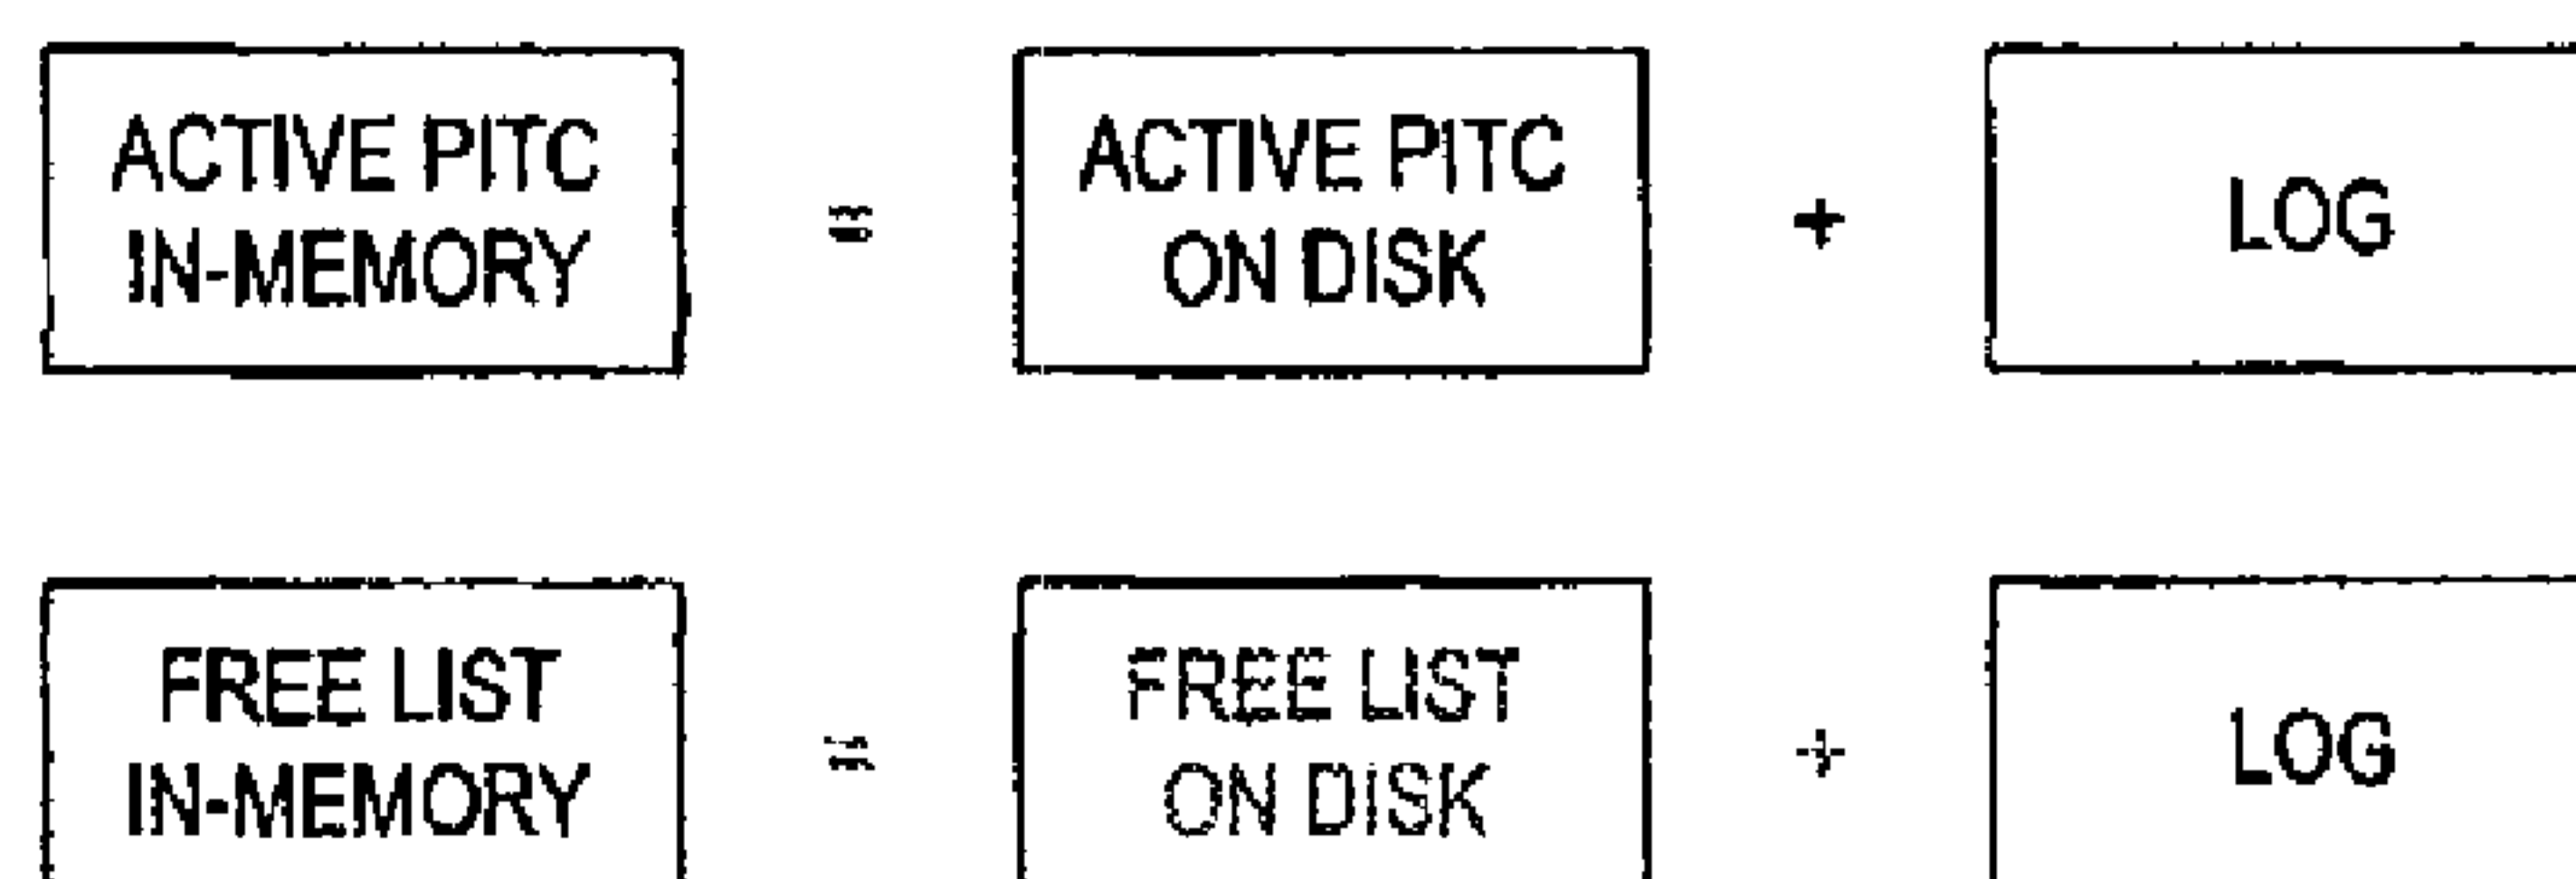 ACTIVE PITC
IN-MEMORY
=
ACTIVE PITC
ON DISK
+
LOG
FREE LIST
IN-MEMORY
=
FREE LIST
ON DISK
+
LOG